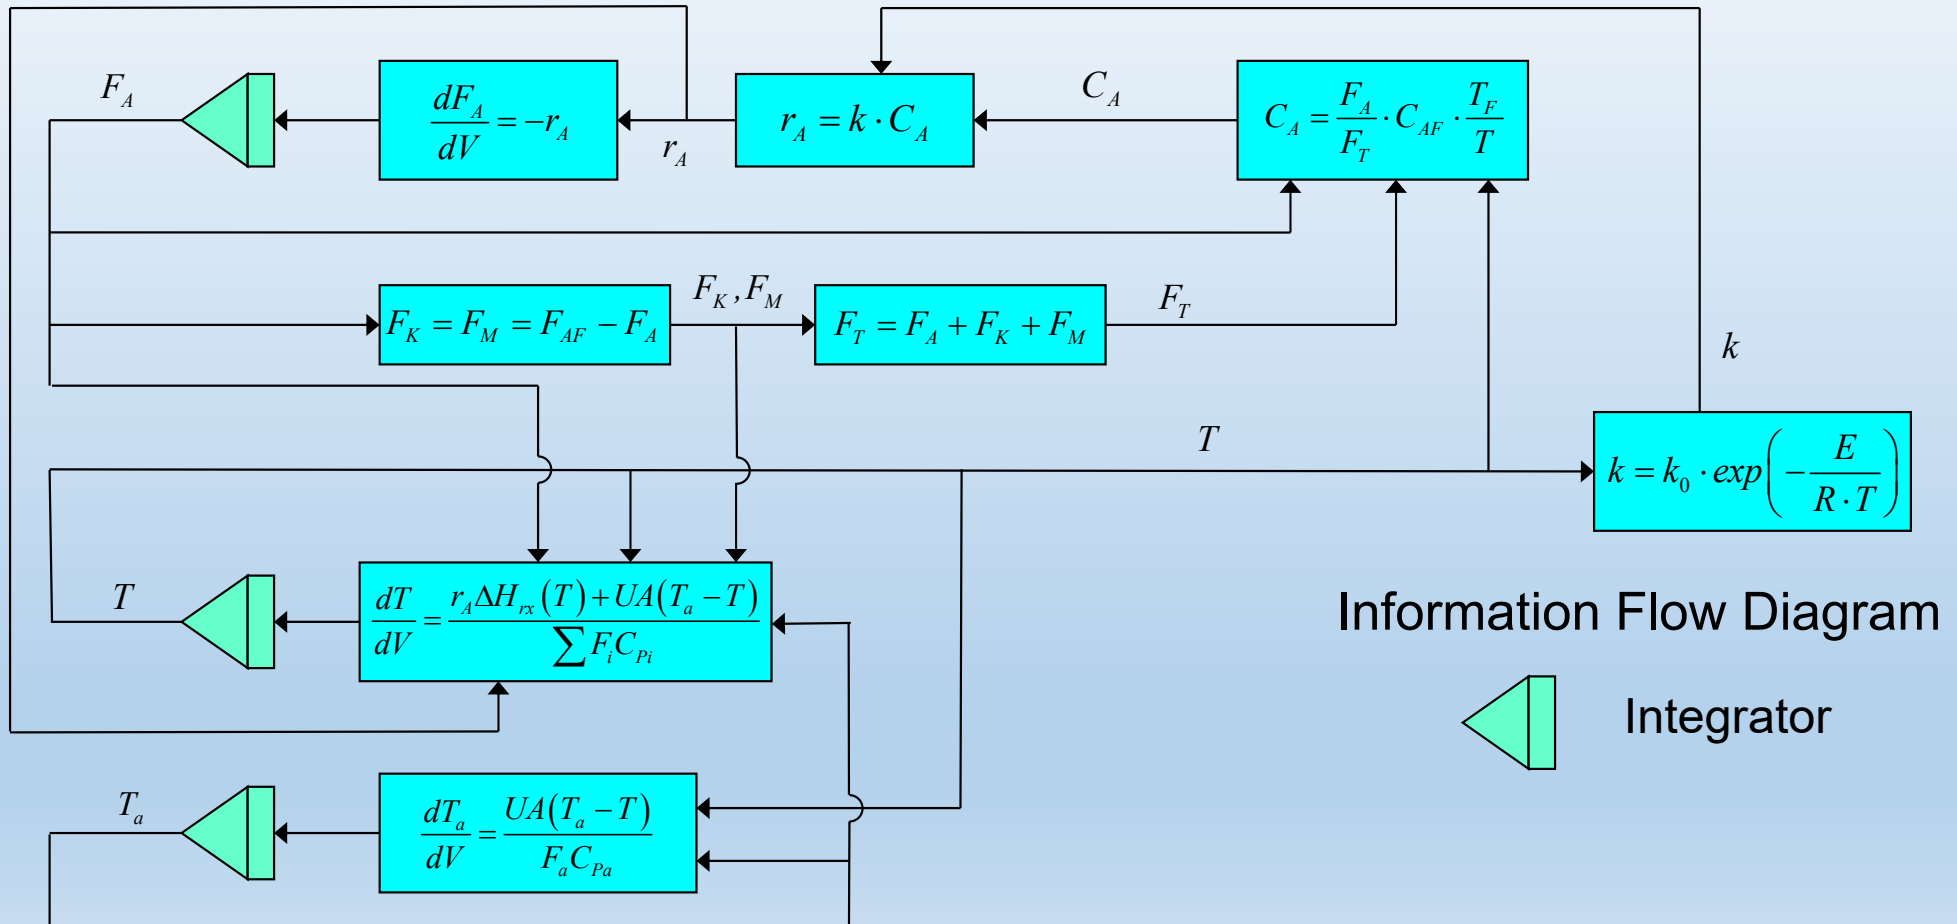 F_A
dF_A/dV = −r_A
r_A
r_A = k · C_A
C_A
C_A = F_A/F_T · C_AF · T_F/T
F_K = F_M = F_AF − F_A
F_K, F_M
F_T = F_A + F_K + F_M
F_T
k
T
k = k_0 · exp(−E/(R · T))
T
dT/dV = (r_A ΔH_rx(T) + UA(T_a − T))/(∑ F_i C_Pi)
Information Flow Diagram
Integrator
T_a
dT_a/dV = UA(T_a − T)/(F_a C_Pa)